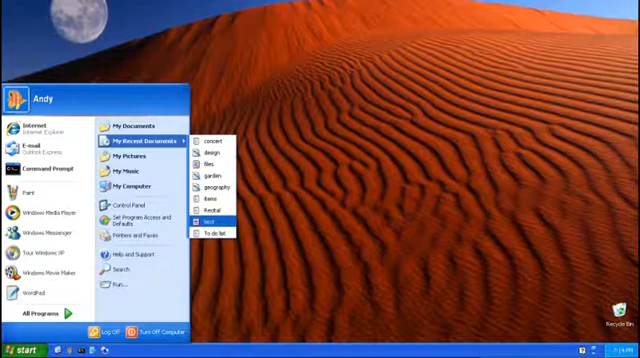 Andy
Internet
Internet Explorer
E-mail
Outlook Express
Command Prompt
Paint
Windows Media Player
Windows Messenger
Tour Windows XP
Windows Movie Maker
WordPad
All Programs
My Documents
My Recent Documents
My Pictures
My Music
My Computer
Control Panel
Set Program Access and
Defaults
Printers and Faxes
Help and Support
Search
Run...
concert
design
files
garden
geography
items
Recital
To do list
Log Off
Turn Off Computer
Recycle Bin
start